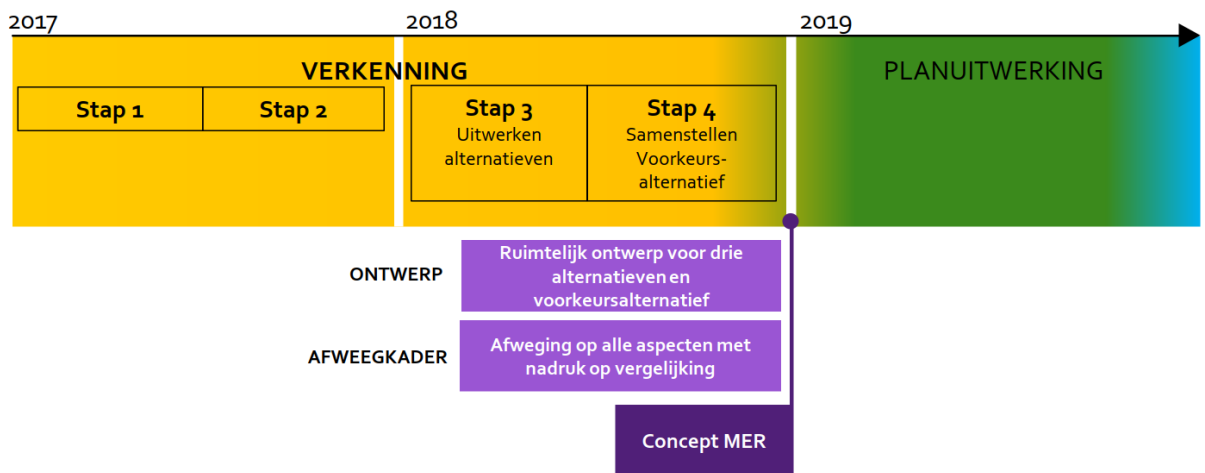 2017
2018
2019
VERKENNING
PLANUITWERKING
Stap 1
Stap 2
Stap 3
Uitwerken
alternatieven
Stap 4
Samenstellen
Voorkeurs-
alternatief
ONTWERP
Ruimtelijk ontwerp voor drie
alternatieven en
voorkeursalternatief
AFWEEGKADER
Afweging op alle aspecten met
nadruk op vergelijking
Concept MER